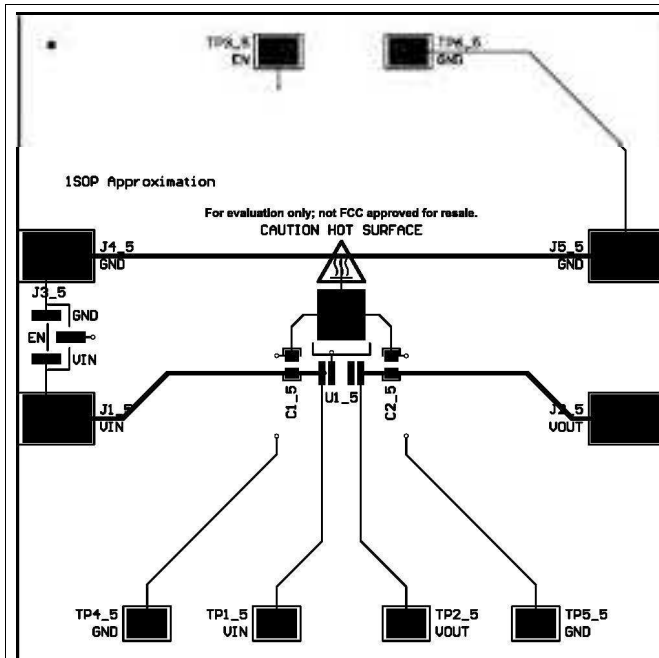 TP3_5
EN
TP6_5
GND
1SOP Approximation
For evaluation only; not FCC approved for resale.
CAUTION HOT SURFACE
J4_5
GND
J5_5
GND
J3_5
GND
EN
VIN
C1_5
U1_5
C2_5
J1_5
VIN
J2_5
VOUT
TP4_5
GND
TP1_5
VIN
TP2_5
VOUT
TP5_5
GND